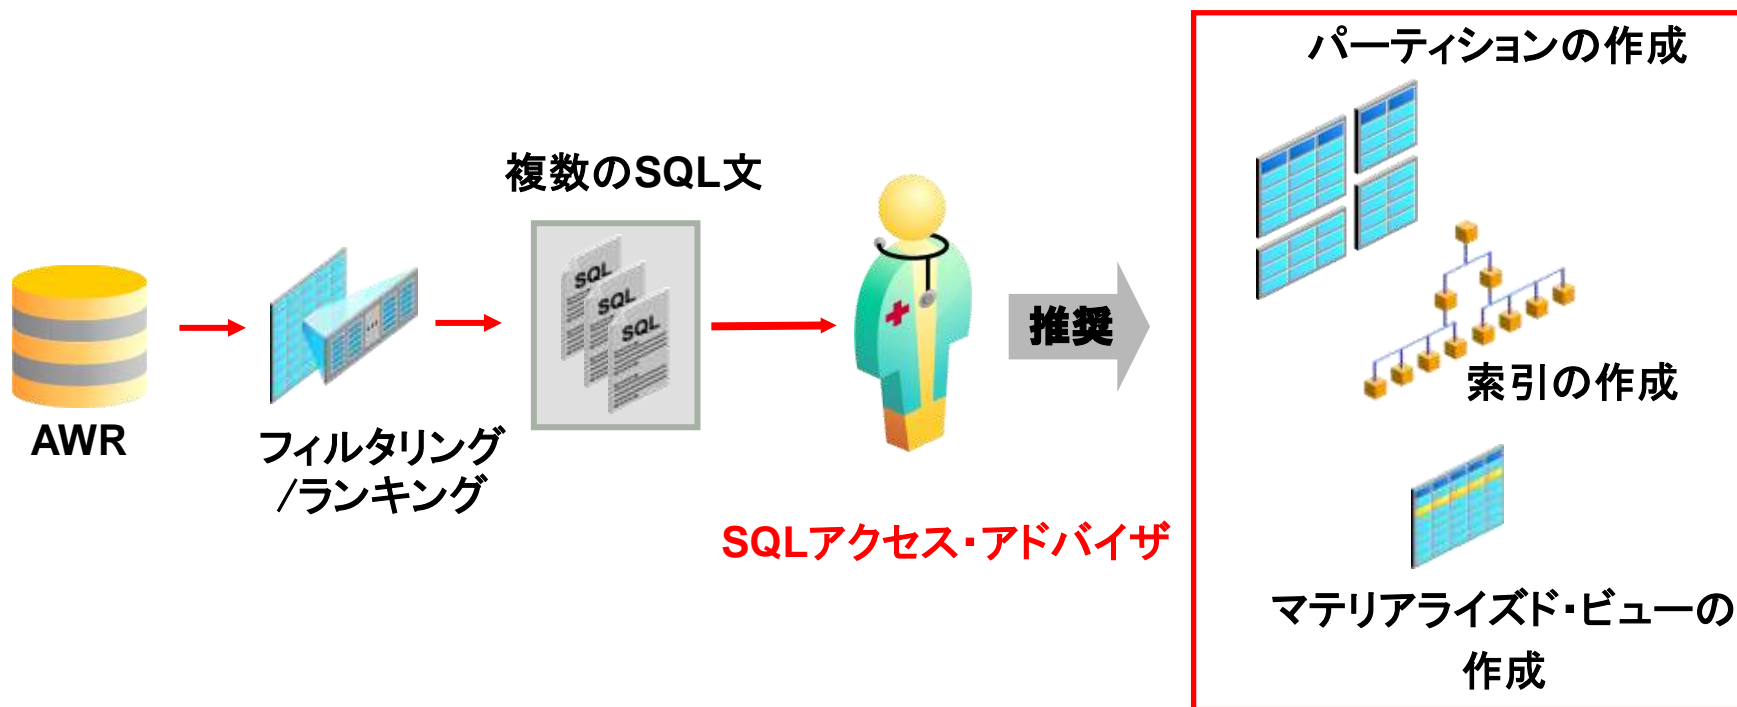 パーティションの作成
複数のSQL文
SQL
SQL
SQL
推奨
索引の作成
AWR
フィルタリング
/ランキング
SQLアクセス・アドバイザ
マテリアライズド・ビューの
作成